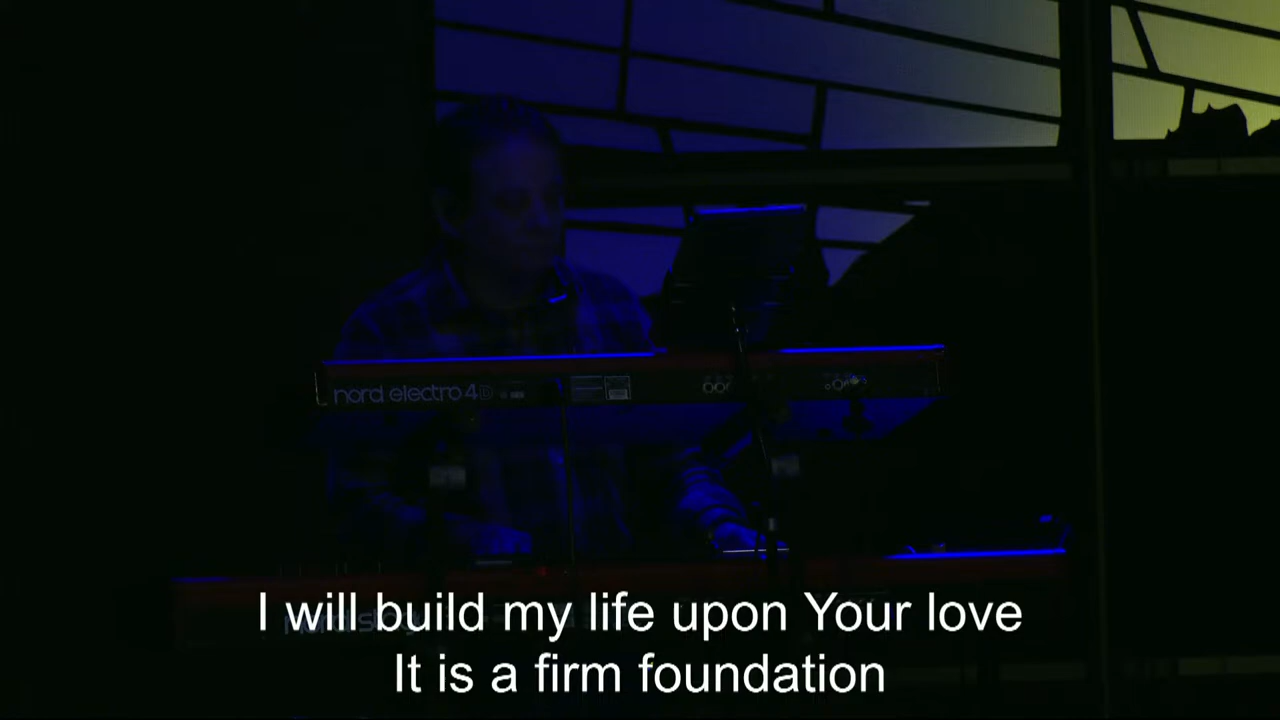 nord electro 4D
I will build my life upon Your love
It is a firm foundation